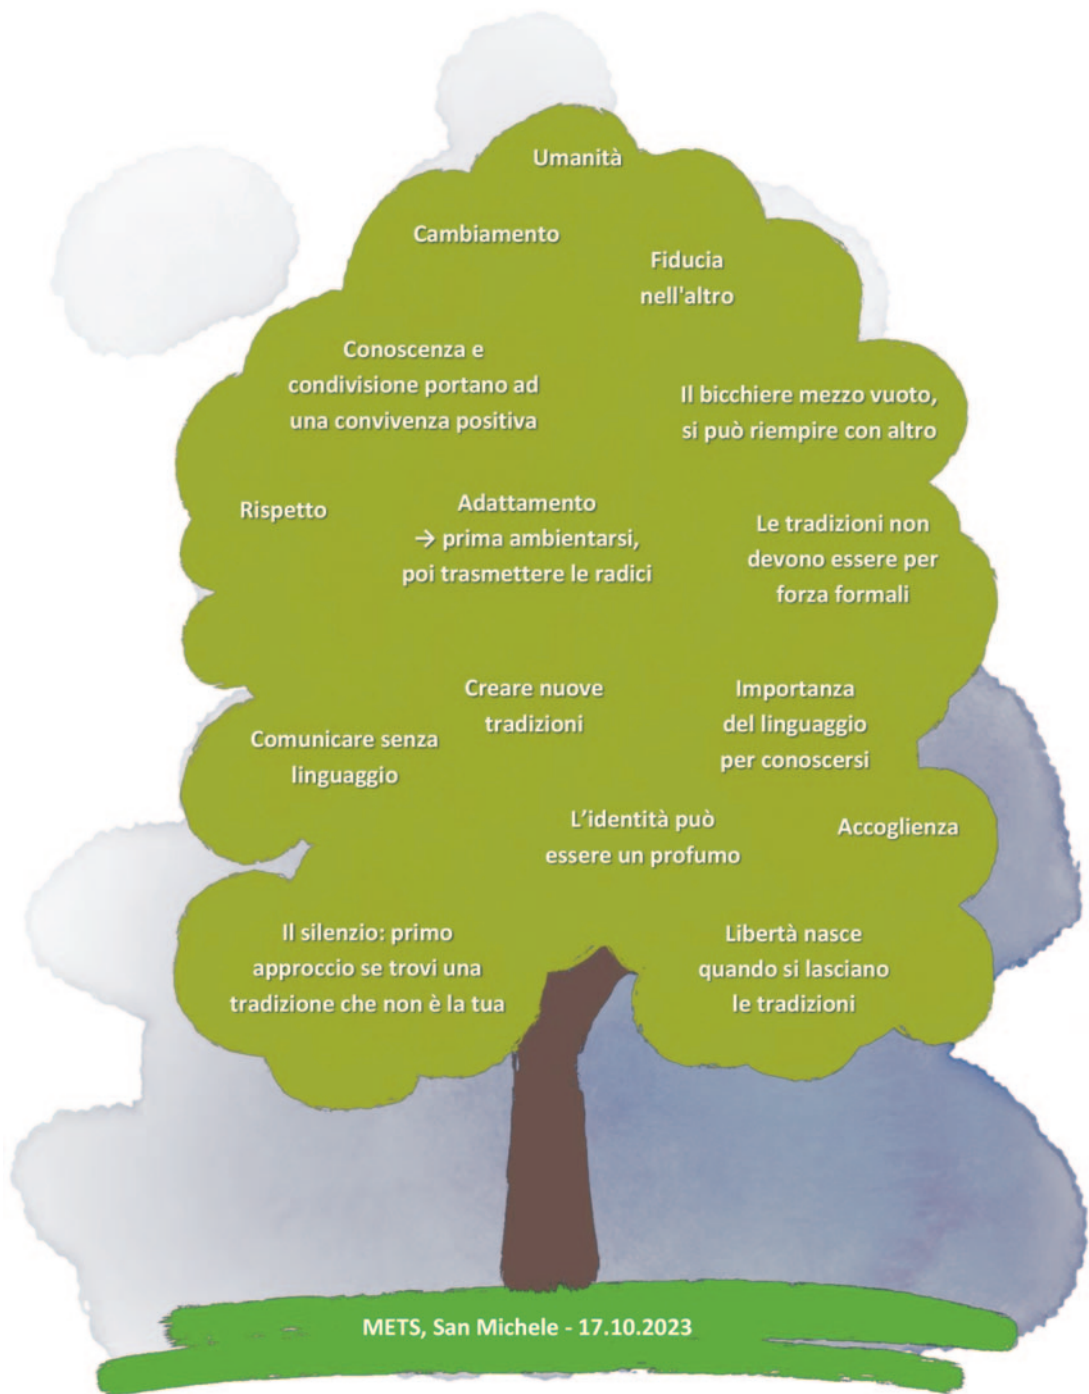 Umanità
Cambiamento
Fiducia
nell'altro
Conoscenza e
condivisione portano ad
una convivenza positiva
Il bicchiere mezzo vuoto,
si può riempire con altro
Rispetto
Adattamento
→ prima ambientarsi,
poi trasmettere le radici
Le tradizioni non
devono essere per
forza formali
Creare nuove
tradizioni
Importanza
del linguaggio
per conoscersi
Comunicare senza
linguaggio
L’identità può
essere un profumo
Accoglienza
Il silenzio: primo
approccio se trovi una
tradizione che non è la tua
Libertà nasce
quando si lasciano
le tradizioni
METS, San Michele - 17.10.2023